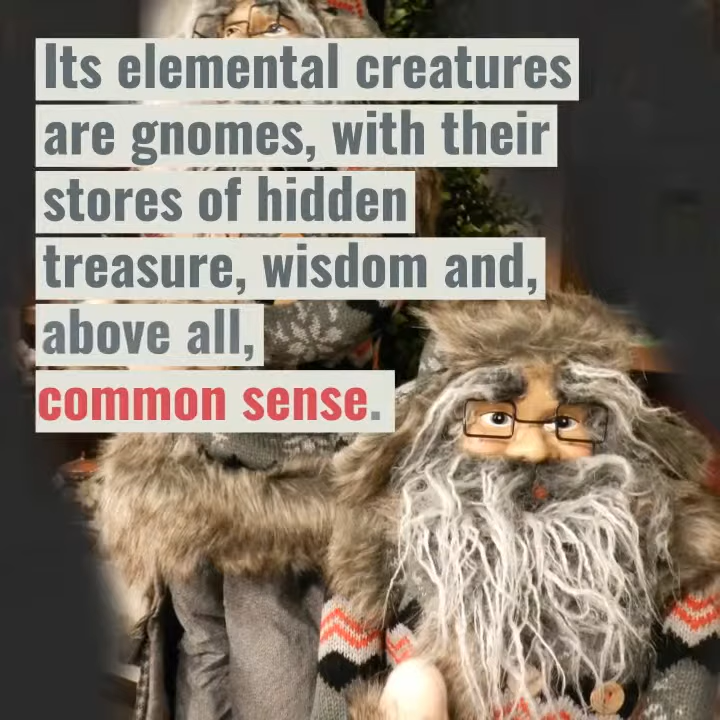 Its elemental creatures
are gnomes, with their
stores of hidden
treasure, wisdom and,
above all,
common sense.